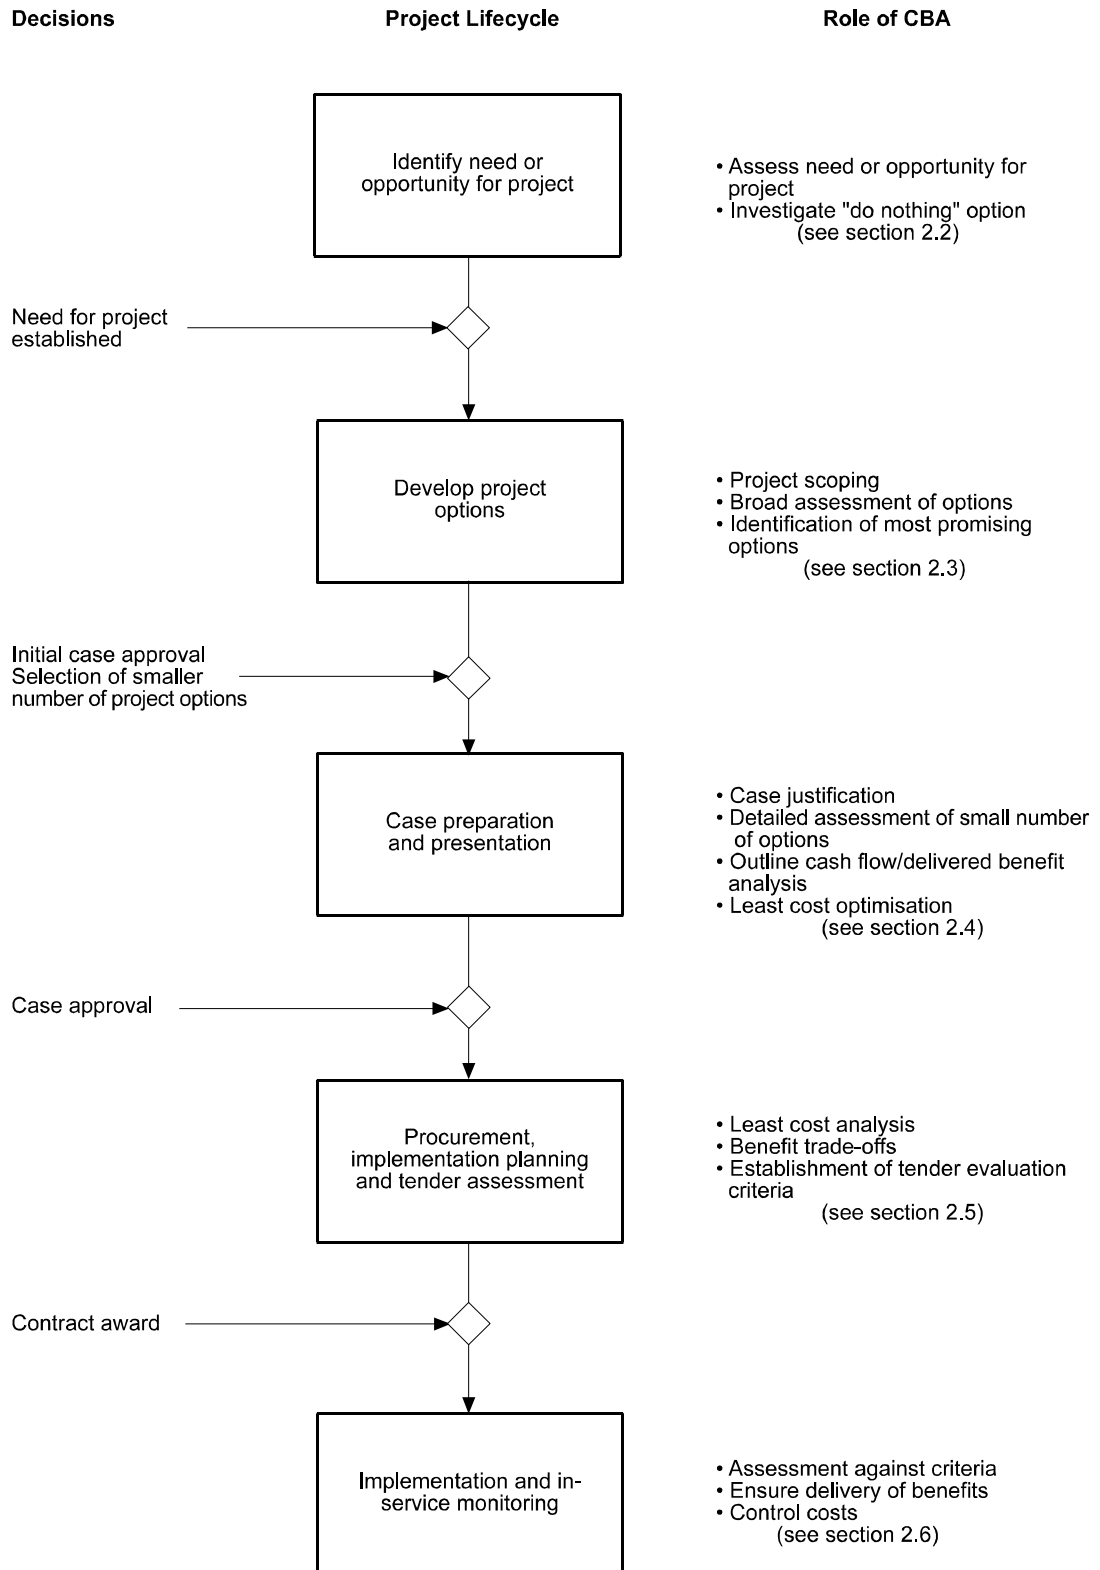 Decisions
Project Lifecycle
Role of CBA
Identify need or
opportunity for project
• Assess need or opportunity for
project
• Investigate "do nothing" option
(see section 2.2)
Need for project
established
Develop project
options
• Project scoping
• Broad assessment of options
• Identification of most promising
options
(see section 2.3)
Initial case approval
Selection of smaller
number of project options
Case preparation
and presentation
• Case justification
• Detailed assessment of small number
of options
• Outline cash flow/delivered benefit
analysis
• Least cost optimisation
(see section 2.4)
Case approval
Procurement,
implementation planning
and tender assessment
• Least cost analysis
• Benefit trade-offs
• Establishment of tender evaluation
criteria
(see section 2.5)
Contract award
Implementation and in-
service monitoring
• Assessment against criteria
• Ensure delivery of benefits
• Control costs
(see section 2.6)